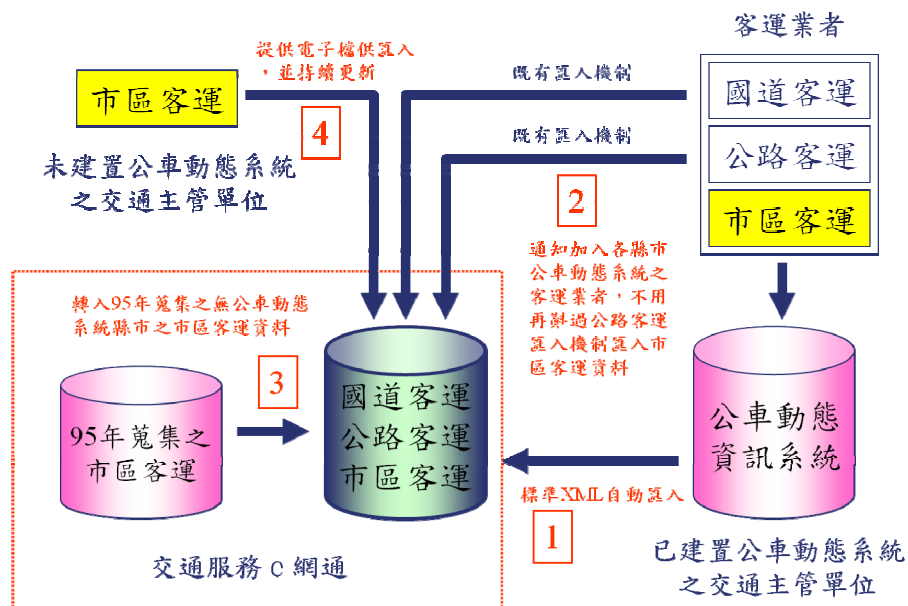 客運業者
提供電子檔供匯入
,並持續更新
既有匯入機制
市區客運
國道客運
4
既有匯入機制
未建置公車動態系統
之交通主管單位
公路客運
2
市區客運
通知加入各縣市
公車動態系統之
客運業者,不用
再辦過公路客運
匯入機制匯入市
區客運資料
轉入95年蒐集之無公車動態
系統縣市之市區客運資料
3
國道客運
公路客運
市區客運
95年蒐集之
市區客運
公車動態
資訊系統
標準XML自動匯入
1
交通服務e網通
已建置公車動態系統
之交通主管單位